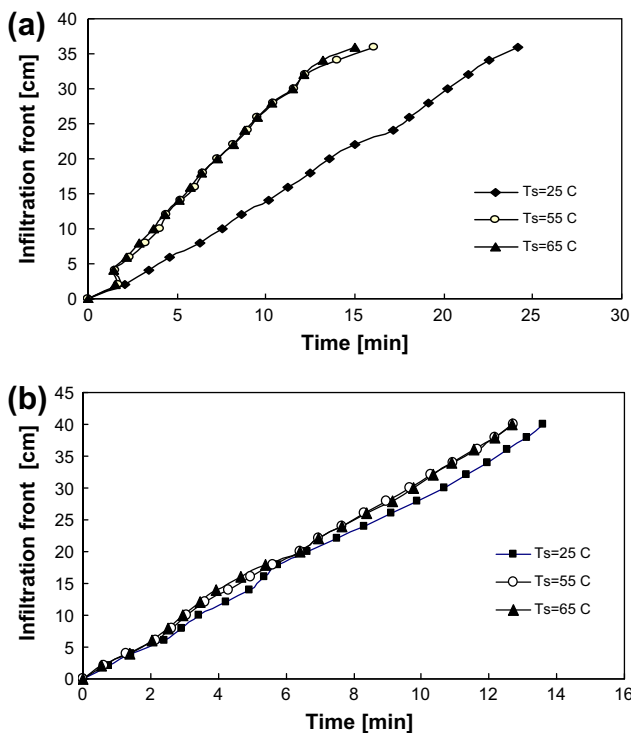 (a)
40
35
30
25
20
15
10
5
0
Infiltration front [cm]
Ts=25 C
Ts=55 C
Ts=65 C
0 5 10 15 20 25 30
Time [min]
(b)
45
40
35
30
25
20
15
10
5
0
Infiltration front [cm]
Ts=25 C
Ts=55 C
Ts=65 C
0 2 4 6 8 10 12 14 16
Time [min]